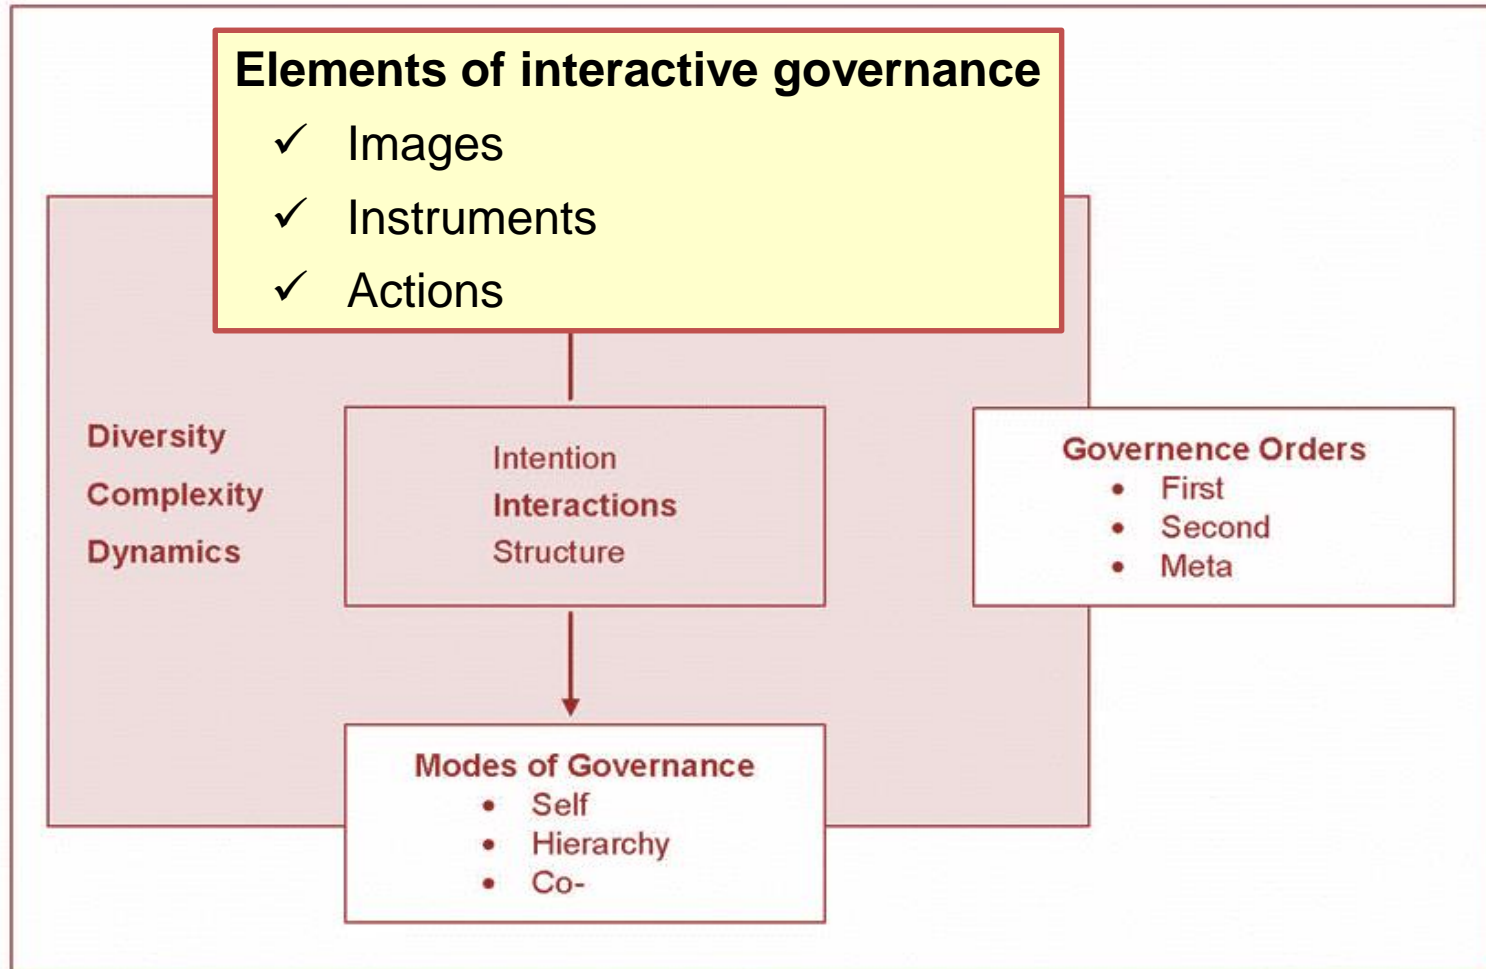 Elements of interactive governance
✓ Images
✓ Instruments
✓ Actions
Diversity
Complexity
Dynamics
Intention
Interactions
Structure
Governence Orders
• First
• Second
• Meta
Modes of Governance
• Self
• Hierarchy
• Co-